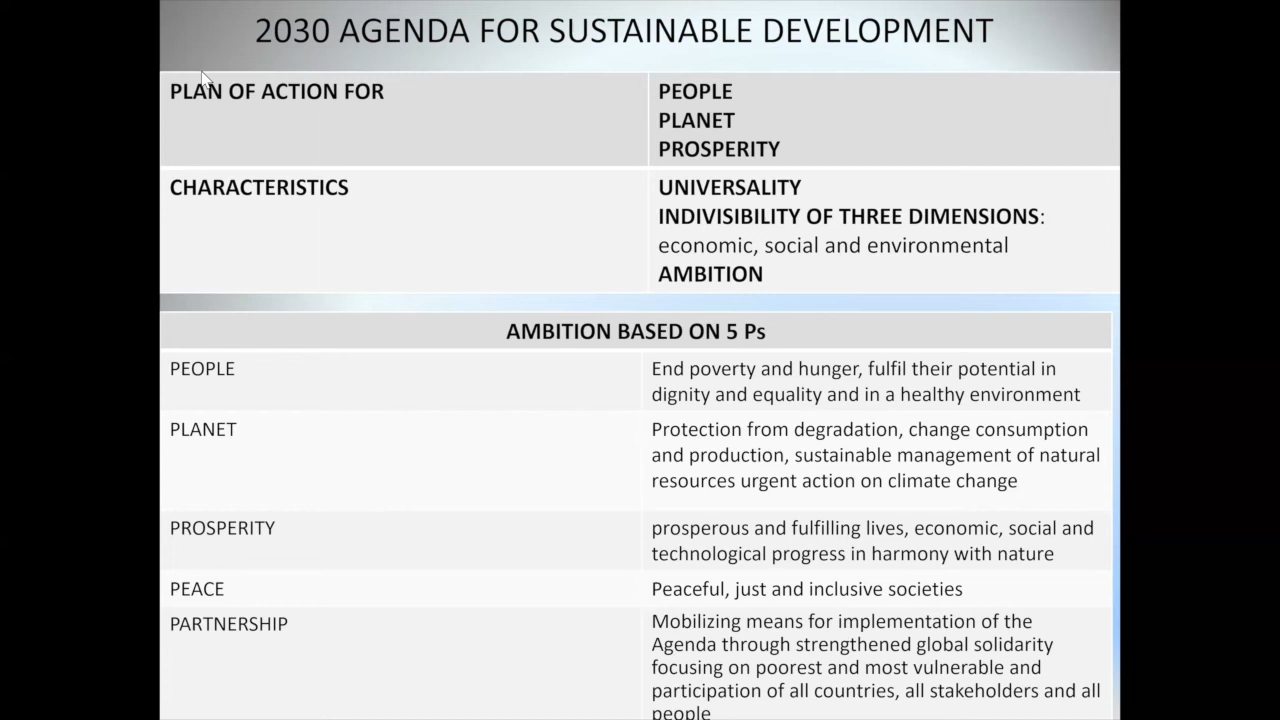 2030 AGENDA FOR SUSTAINABLE DEVELOPMENT
PLAN OF ACTION FOR
PEOPLE
PLANET
PROSPERITY
CHARACTERISTICS
UNIVERSALITY
INDIVISIBILITY OF THREE DIMENSIONS:
economic, social and environmental
AMBITION
AMBITION BASED ON 5 Ps
PEOPLE
End poverty and hunger, fulfil their potential in
dignity and equality and in a healthy environment
PLANET
Protection from degradation, change consumption
and production, sustainable management of natural
resources urgent action on climate change
PROSPERITY
prosperous and fulfilling lives, economic, social and
technological progress in harmony with nature
PEACE
Peaceful, just and inclusive societies
PARTNERSHIP
Mobilizing means for implementation of the
Agenda through strengthened global solidarity
focusing on poorest and most vulnerable and
participation of all countries, all stakeholders and all
people